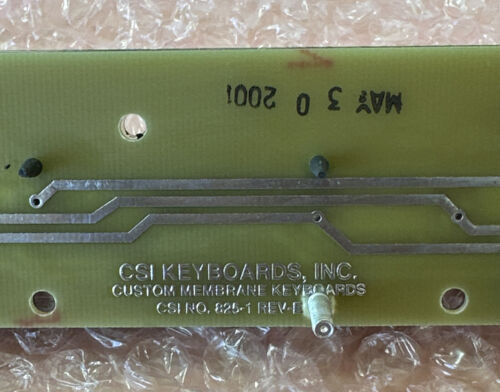 MAY 3 0 2001
CSI KEYBOARDS, INC.
CUSTOM MEMBRANE KEYBOARDS
CSI NO. 825-1 REV-E